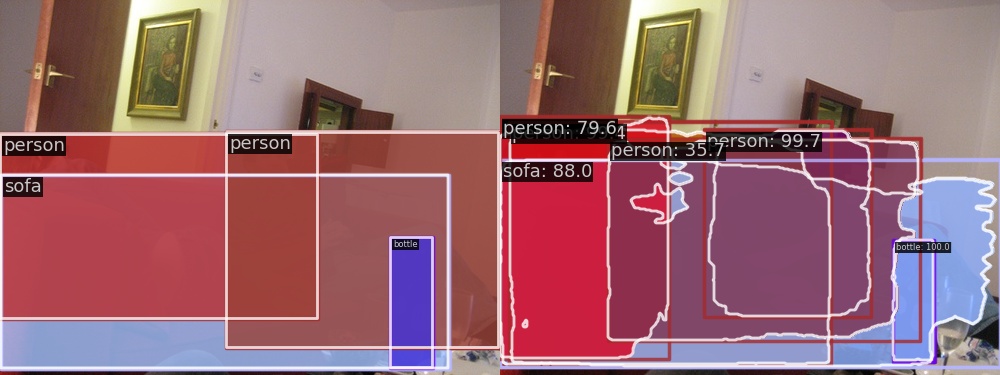 person
person
sofa
bottle
person: 79.6
person: 35.7
person: 99.7
sofa: 88.0
bottle: 100.0